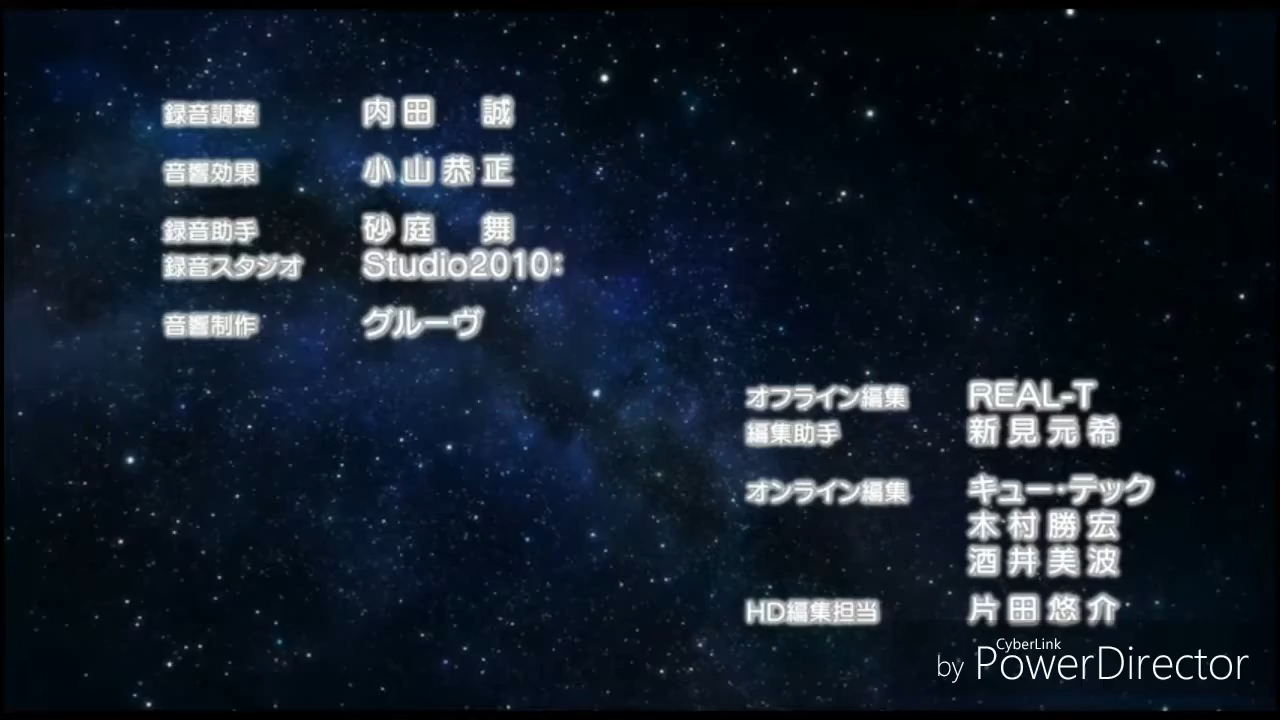 録音調整 内田 誠
音響効果 小山恭正
録音助手 砂庭 舞
録音スタジオ Studio2010:
音響制作 グルーヴ
オフライン編集 REAL-T
編集助手 新見元希
オンライン編集 キュー・テック
木村勝宏
酒井美波
HD編集担当 片田悠介
CyberLink
by PowerDirector